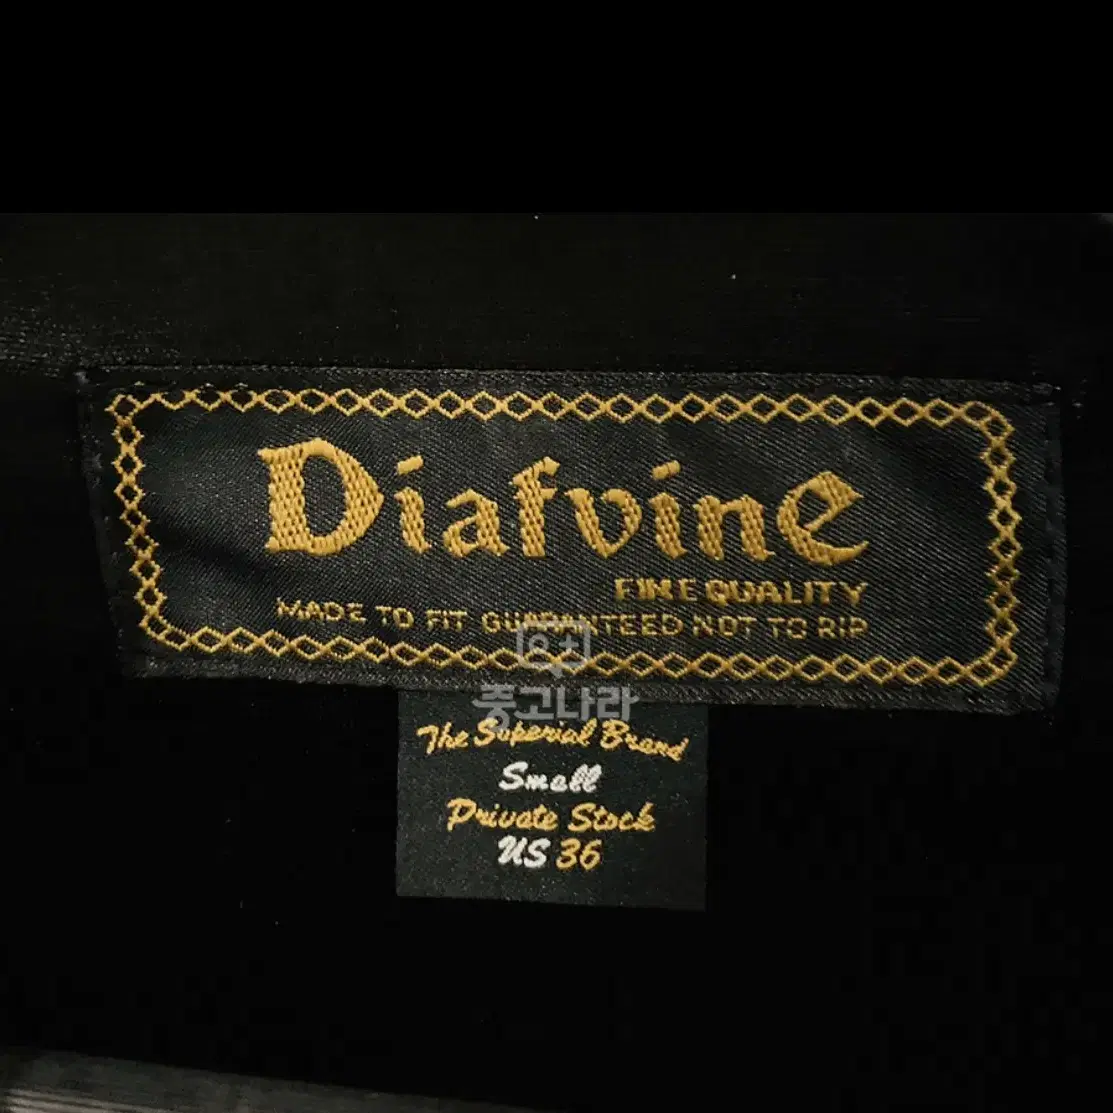 Diafvine
FINE QUALITY
MADE TO FIT GUARANTEED NOT TO RIP
중고나라
The Superial Brand
Small
Private Stock
US 36